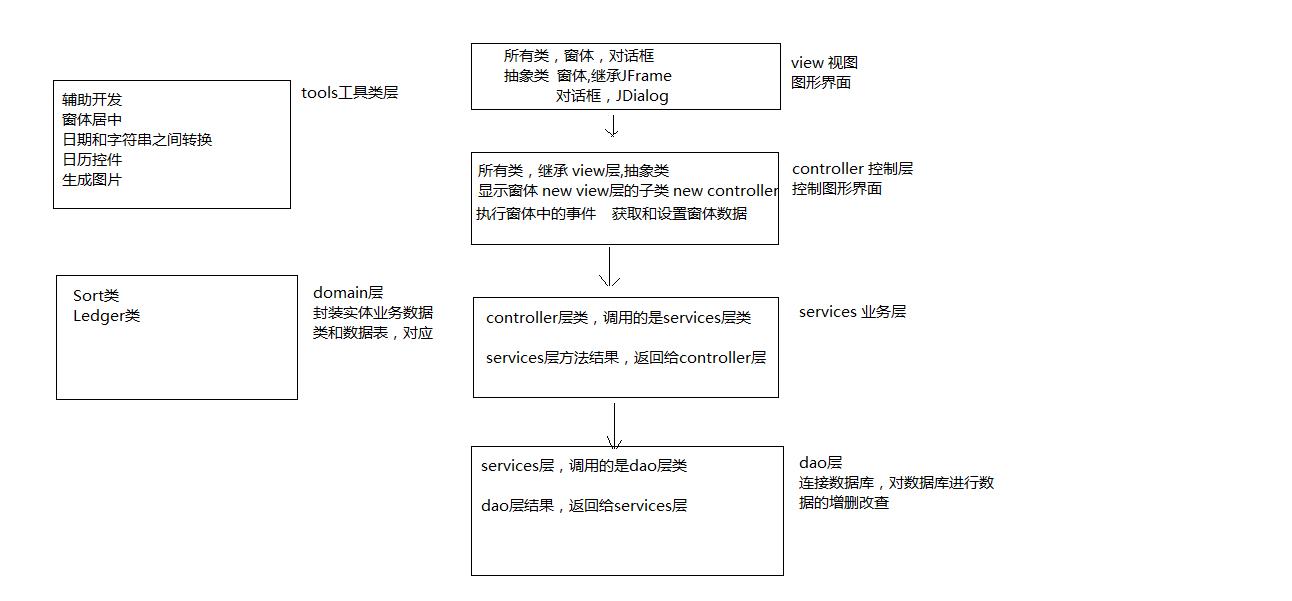 所有类，窗体，对话框
抽象类 窗体,继承JFrame
对话框，JDialog
view 视图
图形界面
tools工具类层
辅助开发
窗体居中
日期和字符串之间转换
日历控件
生成图片
所有类，继承 view层,抽象类
显示窗体 new view层的子类 new controller
执行窗体中的事件 获取和设置窗体数据
controller 控制层
控制图形界面
Sort类
Ledger类
domain层
封装实体业务数据
类和数据表，对应
controller层类，调用的是services层类
services层方法结果，返回给controller层
services 业务层
services层，调用的是dao层类
dao层结果，返回给services层
dao层
连接数据库，对数据库进行数
据的增删改查